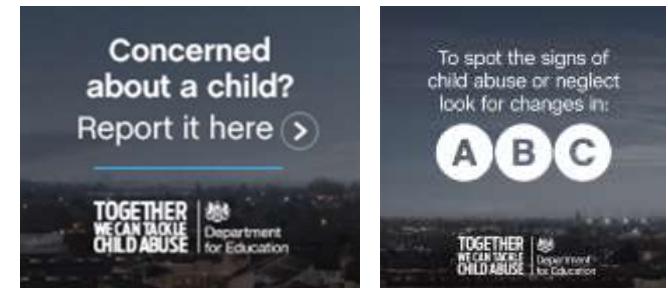 Concerned
about a child?
Report it here
TOGETHER
WE CAN TACKLE
CHILD ABUSE
Department
for Education
To spot the signs of
child abuse or neglect
look for changes in:
A B C
TOGETHER
WE CAN TACKLE
CHILD ABUSE
Department
for Education